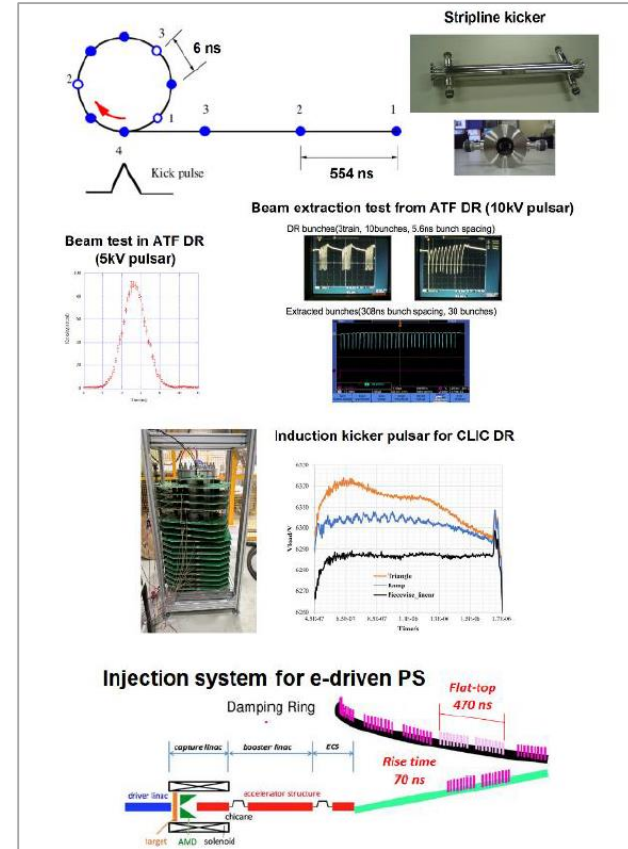 Stripline kicker
3
6 ns
2
1
3
2
1
4
Kick pulse
554 ns
Beam extraction test from ATF DR (10kV pulsar)
DR bunches(3train, 10bunches, 5.6ns bunch spacing)
Beam test in ATF DR
(5kV pulsar)
Extracted bunches(308ns bunch spacing, 30 bunches)
Induction kicker pulsar for CLIC DR
Vload/V
Triangle
Ramp
Piecewise_linear
Time/s
Injection system for e-driven PS
Flat-top
470 ns
Damping Ring
capture linac
booster linac
ECS
Rise time
70 ns
driver linac
accelerator structure
chicane
target
AMD
solenoid